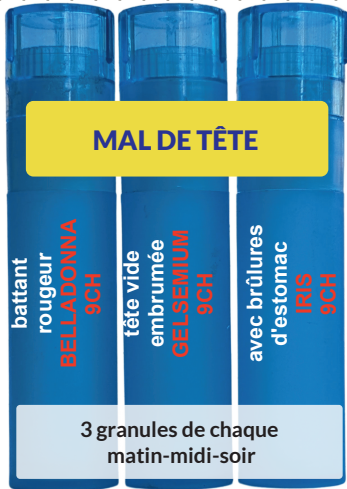 MAL DE TÊTE
battant
rougeur
BELLADONNA
9CH
tête vide
embrumée
GELSEMIUM
9CH
avec brûlures
d'estomac
IRIS
9CH
3 granules de chaque
matin-midi-soir